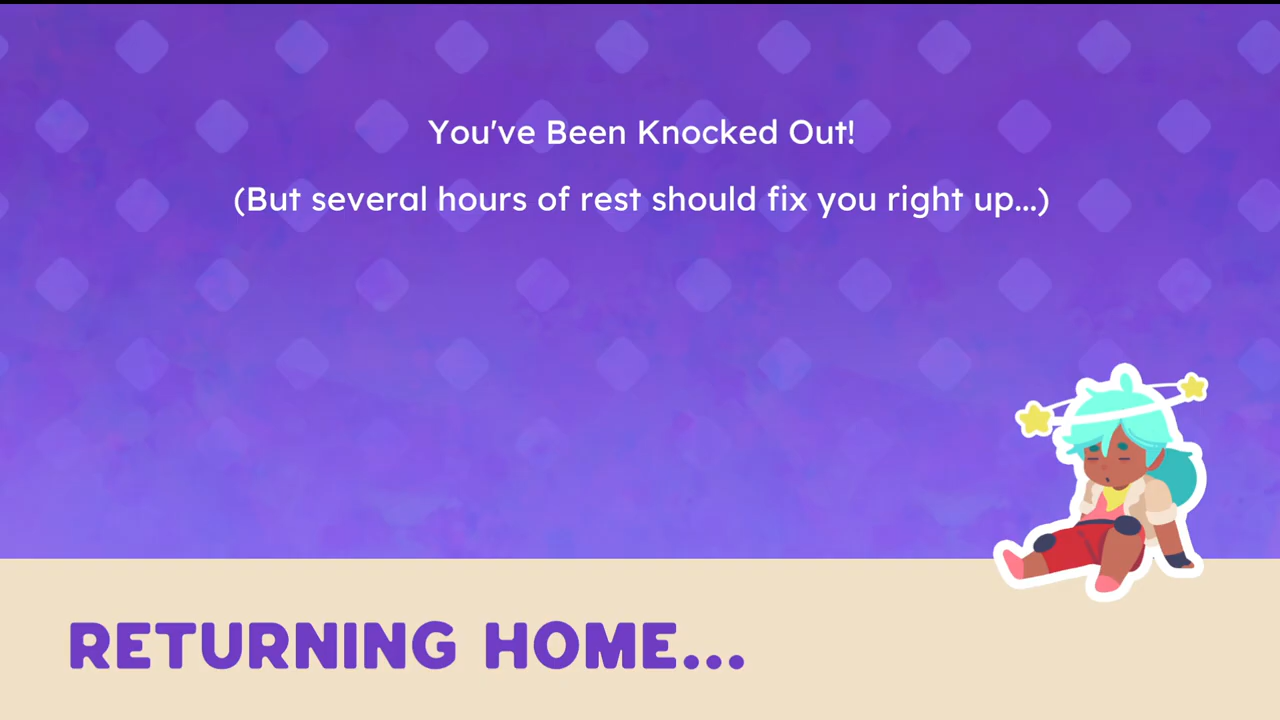 You've Been Knocked Out!
(But several hours of rest should fix you right up...)
RETURNING HOME...